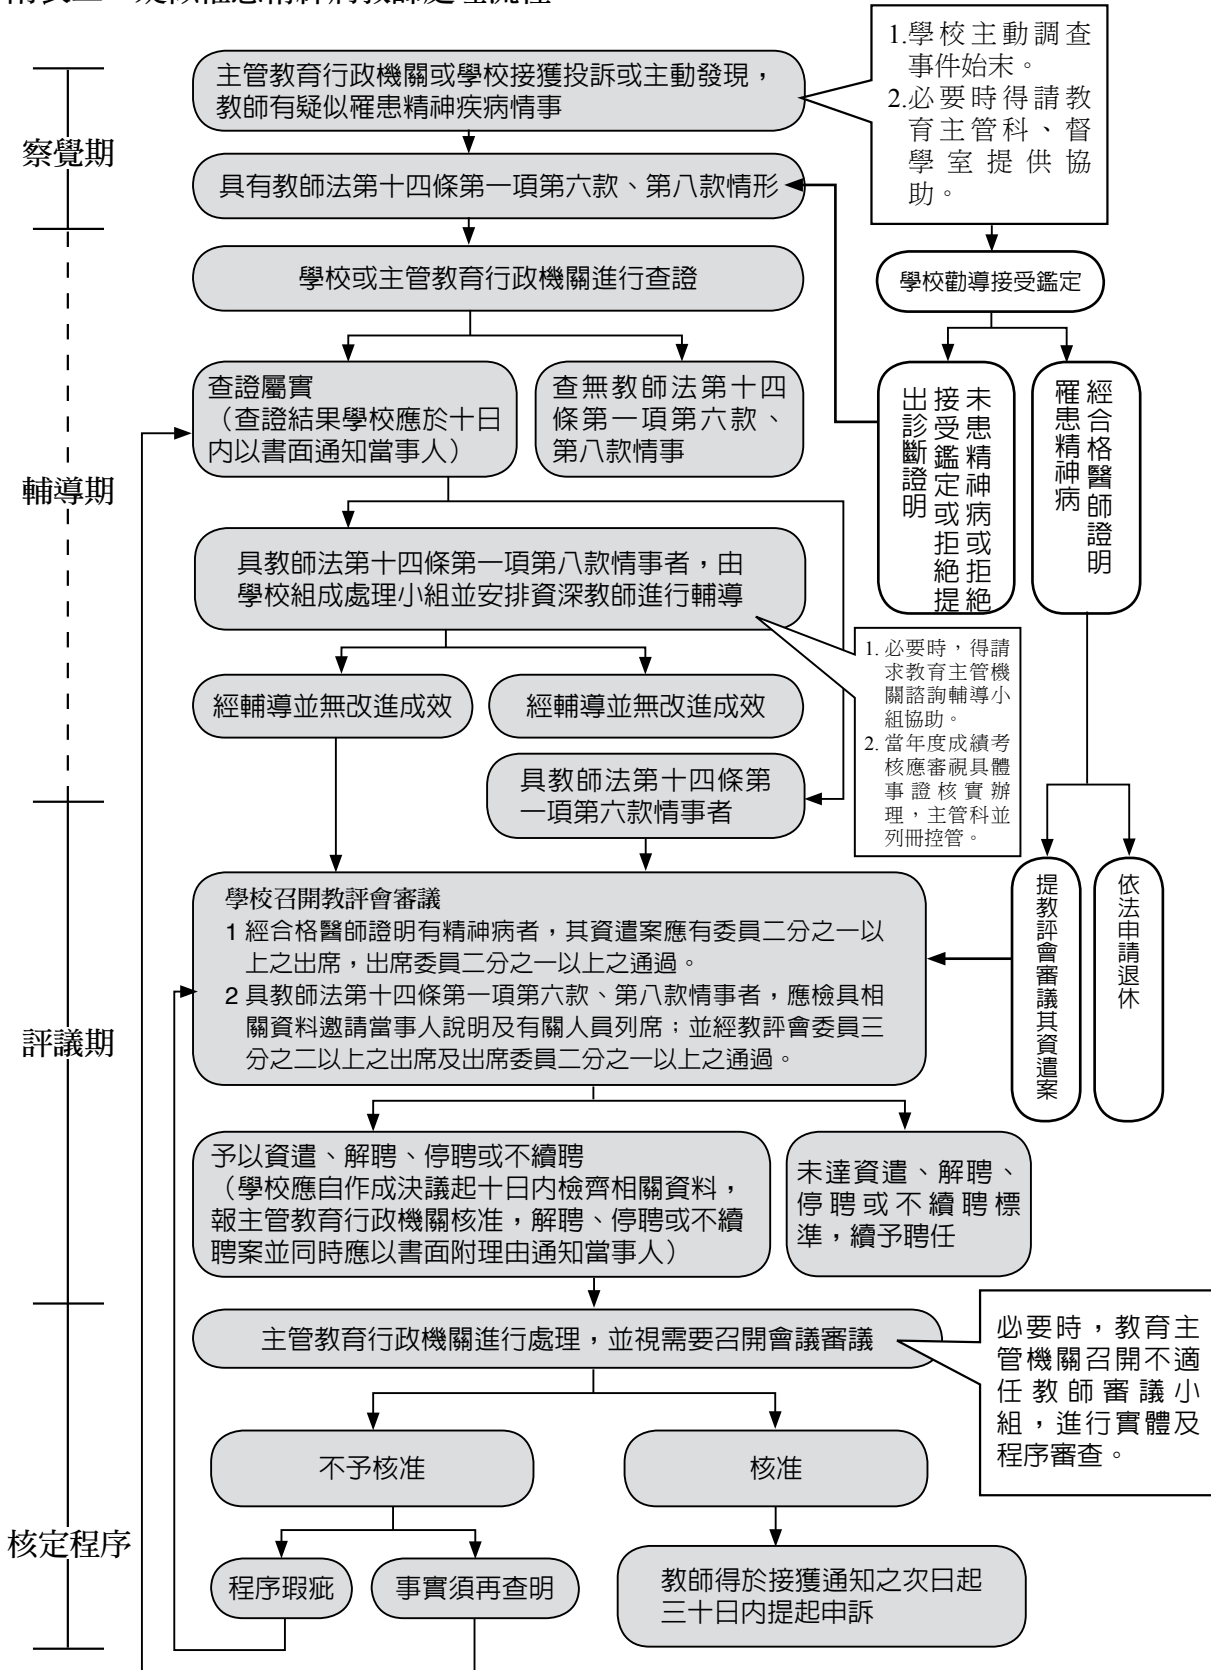 主管教育行政機關或學校接獲投訴或主動發現，
教師有疑似罹患精神疾病情事
1.學校主動調查
事件始末。
2.必要時得請教
育主管科、督
學室提供協
助。
察覺期
具有教師法第十四條第一項第六款、第八款情形
學校或主管教育行政機關進行查證
學校勸導接受鑑定
查證屬實
（查證結果學校應於十日
內以書面通知當事人）
查無教師法第十四
條第一項第六款、
第八款情事
未患精神病或拒絕
接受鑑定或拒絕提
出診斷證明
經合格醫師證明
罹患精神病
輔導期
具教師法第十四條第一項第八款情事者，由
學校組成處理小組並安排資深教師進行輔導
1. 必要時，得請
求教育主管機
關諮詢輔導小
組協助。
2. 當年度成績考
核應審視具體
事證核實辦
理，主管科並
列冊控管。
經輔導並無改進成效
經輔導並無改進成效
具教師法第十四條第
一項第六款情事者
學校召開教評會審議
1 經合格醫師證明有精神病者，其資遣案應有委員二分之一以
上之出席，出席委員二分之一以上之通過。
2 具教師法第十四條第一項第六款、第八款情事者，應檢具相
關資料邀請當事人說明及有關人員列席；並經教評會委員三
分之二以上之出席及出席委員二分之一以上之通過。
提教評會審議其資遣案
依法申請退休
評議期
予以資遣、解聘、停聘或不續聘
（學校應自作成決議起十日內檢齊相關資料，
報主管教育行政機關核准，解聘、停聘或不續
聘案並同時應以書面附理由通知當事人）
未達資遣、解聘、
停聘或不續聘標
準，續予聘任
主管教育行政機關進行處理，並視需要召開會議審議
必要時，教育主
管機關召開不適
任教師審議小
組，進行實體及
程序審查。
不予核准
核准
核定程序
程序瑕疵
事實須再查明
教師得於接獲通知之次日起
三十日內提起申訴